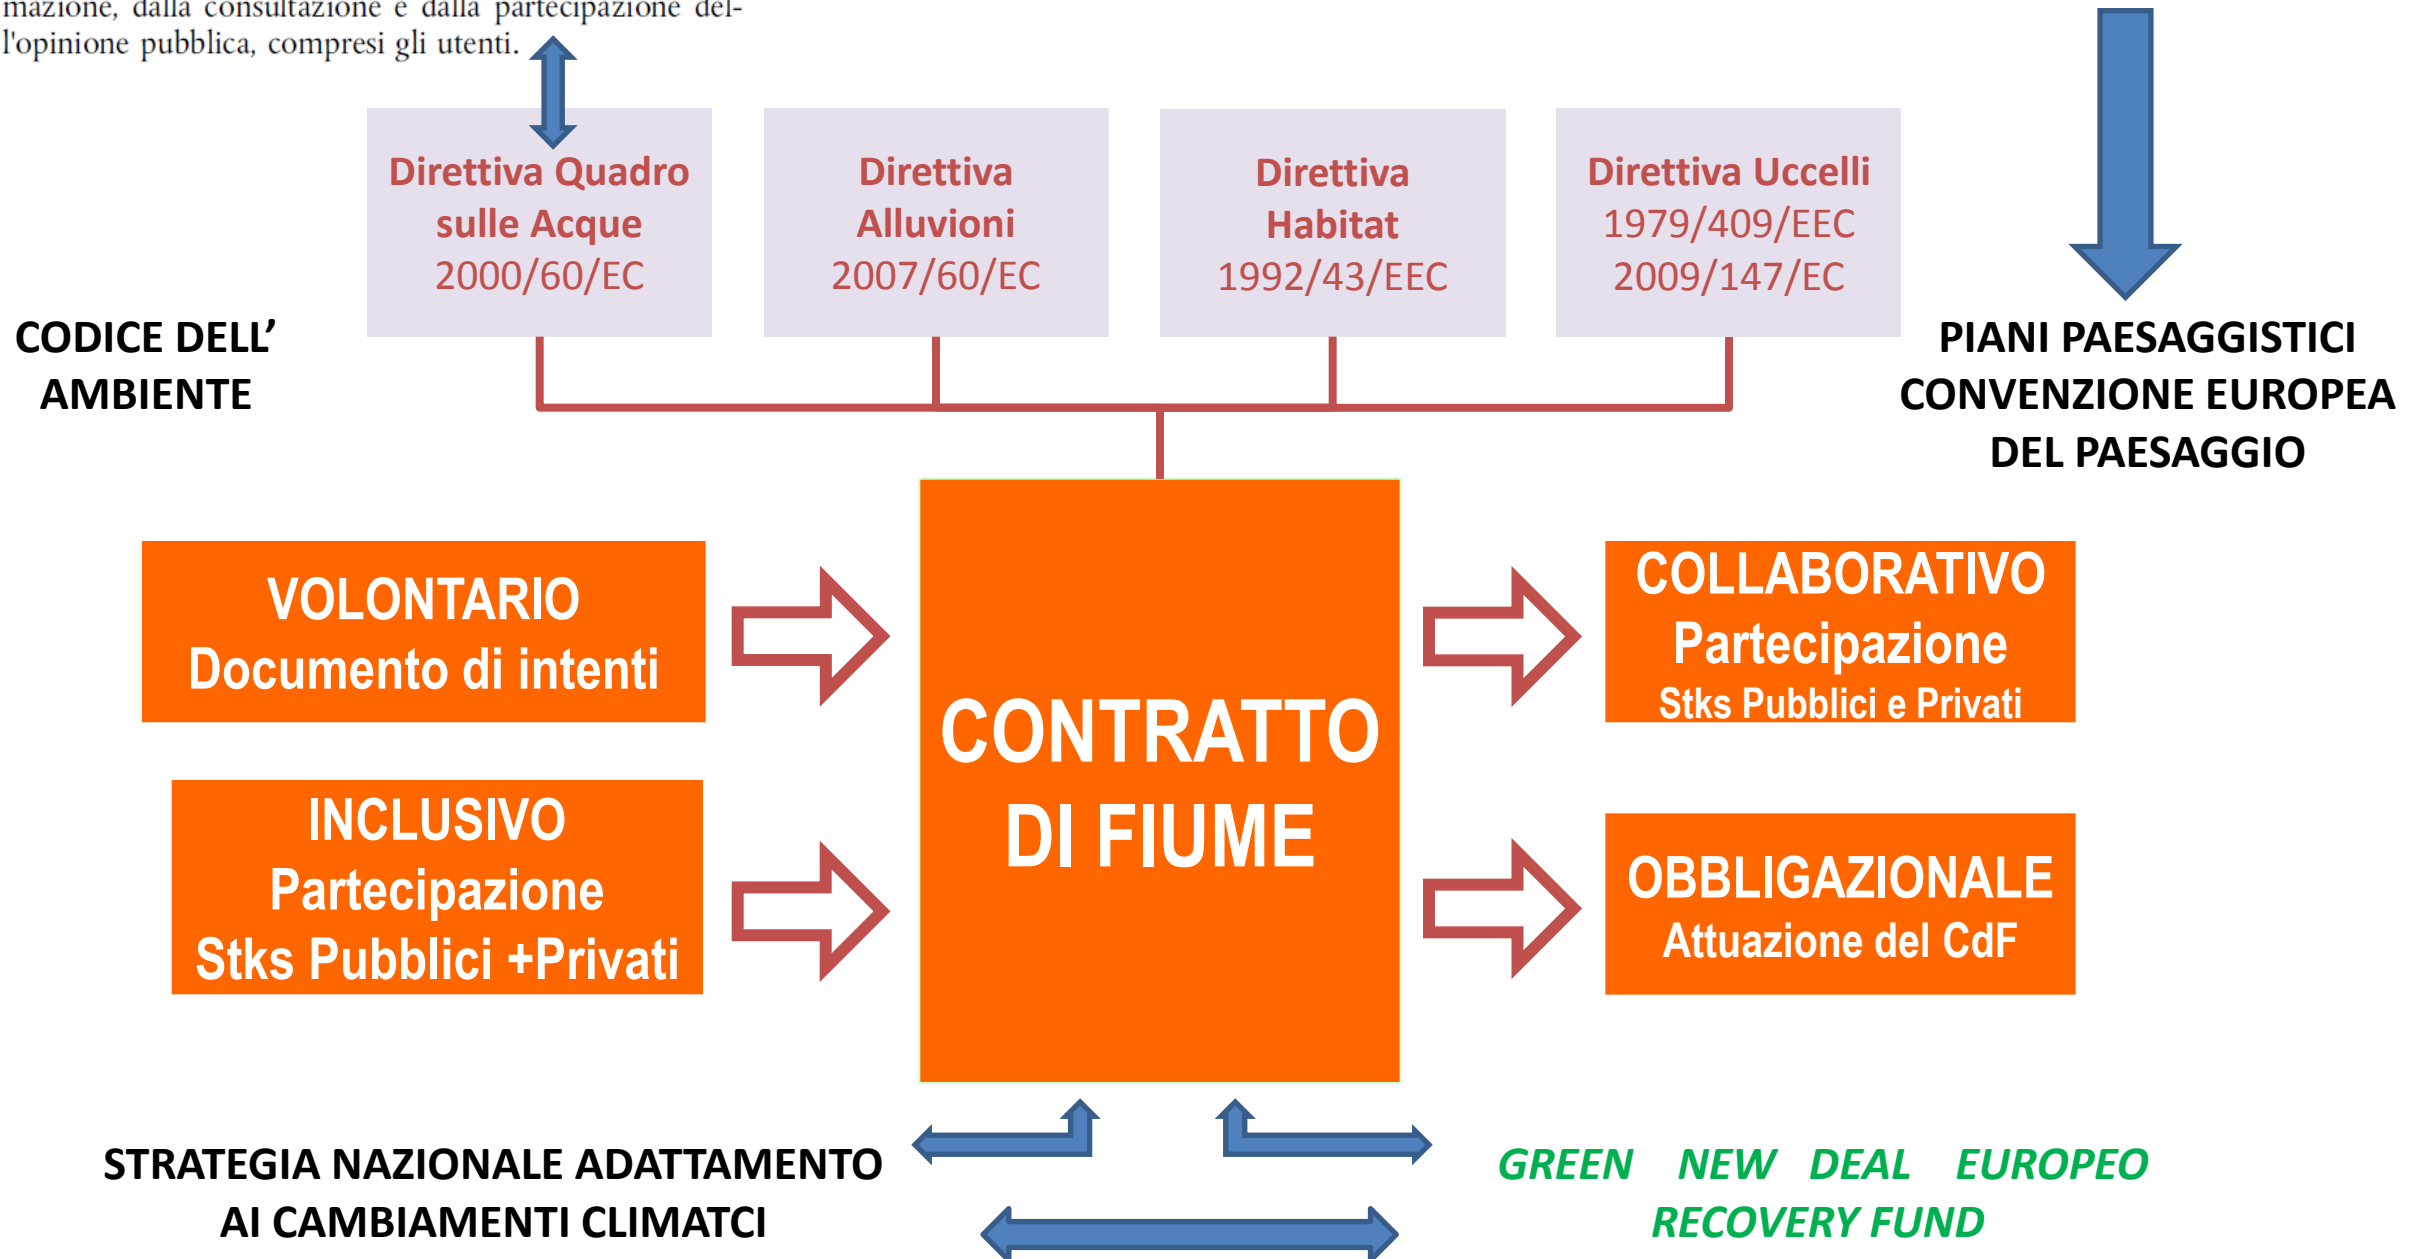 mazione, dalla consultazione e dalla partecipazione del-
l'opinione pubblica, compresi gli utenti.
Direttiva Quadro
sulle Acque
2000/60/EC
Direttiva
Alluvioni
2007/60/EC
Direttiva
Habitat
1992/43/EEC
Direttiva Uccelli
1979/409/EEC
2009/147/EC
CODICE DELL'
AMBIENTE
PIANI PAESAGGISTICI
CONVENZIONE EUROPEA
DEL PAESAGGIO
VOLONTARIO
Documento di intenti
INCLUSIVO
Partecipazione
Stks Pubblici +Privati
CONTRATTO
DI FIUME
COLLABORATIVO
Partecipazione
Stks Pubblici e Privati
OBBLIGAZIONALE
Attuazione del CdF
STRATEGIA NAZIONALE ADATTAMENTO
AI CAMBIAMENTI CLIMATCI
GREEN NEW DEAL EUROPEO
RECOVERY FUND